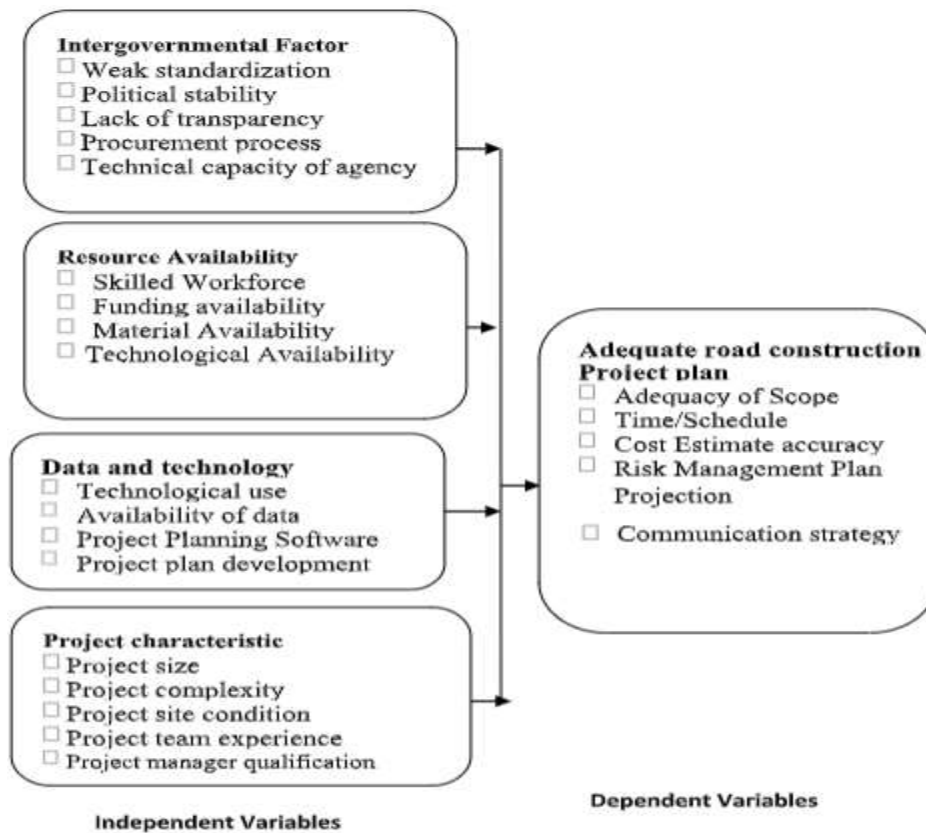 Intergovernmental Factor
☐ Weak standardization
☐ Political stability
☐ Lack of transparency
☐ Procurement process
☐ Technical capacity of agency
Resource Availability
☐ Skilled Workforce
☐ Funding availability
☐ Material Availability
☐ Technological Availability
Data and technology
☐ Technological use
☐ Availability of data
☐ Project Planning Software
☐ Project plan development
Project characteristic
☐ Project size
☐ Project complexity
☐ Project site condition
☐ Project team experience
☐ Project manager qualification
Independent Variables
Adequate road construction
Project plan
☐ Adequacy of Scope
☐ Time/Schedule
☐ Cost Estimate accuracy
☐ Risk Management Plan
Projection
☐ Communication strategy
Dependent Variables